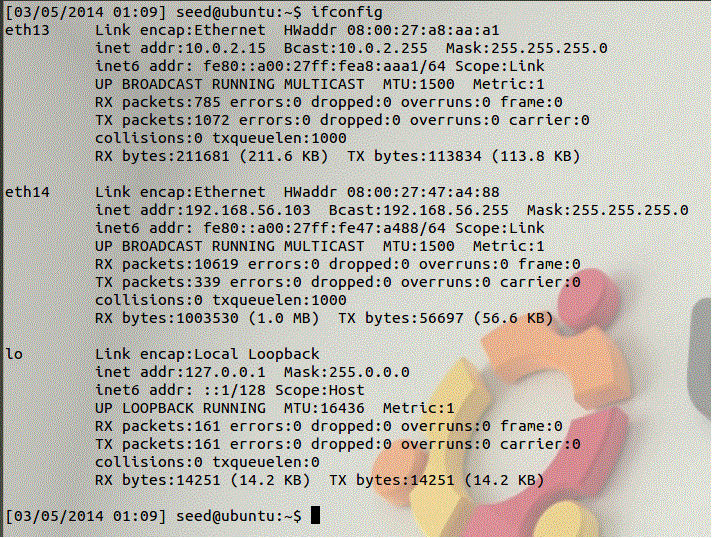 [03/05/2014 01:09] seed@ubuntu:~$ ifconfig
eth13     Link encap:Ethernet  HWaddr 08:00:27:a8:aa:a1
          inet addr:10.0.2.15  Bcast:10.0.2.255  Mask:255.255.255.0
          inet6 addr: fe80::a00:27ff:fea8:aaa1/64 Scope:Link
          UP BROADCAST RUNNING MULTICAST  MTU:1500  Metric:1
          RX packets:785 errors:0 dropped:0 overruns:0 frame:0
          TX packets:1072 errors:0 dropped:0 overruns:0 carrier:0
          collisions:0 txqueuelen:1000
          RX bytes:211681 (211.6 KB)  TX bytes:113834 (113.8 KB)
eth14     Link encap:Ethernet  HWaddr 08:00:27:47:a4:88
          inet addr:192.168.56.103  Bcast:192.168.56.255  Mask:255.255.255.0
          inet6 addr: fe80::a00:27ff:fe47:a488/64 Scope:Link
          UP BROADCAST RUNNING MULTICAST  MTU:1500  Metric:1
          RX packets:10619 errors:0 dropped:0 overruns:0 frame:0
          TX packets:339 errors:0 dropped:0 overruns:0 carrier:0
          collisions:0 txqueuelen:1000
          RX bytes:1003530 (1.0 MB)  TX bytes:56697 (56.6 KB)
lo        Link encap:Local Loopback
          inet addr:127.0.0.1  Mask:255.0.0.0
          inet6 addr: ::1/128 Scope:Host
          UP LOOPBACK RUNNING  MTU:16436  Metric:1
          RX packets:161 errors:0 dropped:0 overruns:0 frame:0
          TX packets:161 errors:0 dropped:0 overruns:0 carrier:0
          collisions:0 txqueuelen:0
          RX bytes:14251 (14.2 KB)  TX bytes:14251 (14.2 KB)
[03/05/2014 01:09] seed@ubuntu:~$